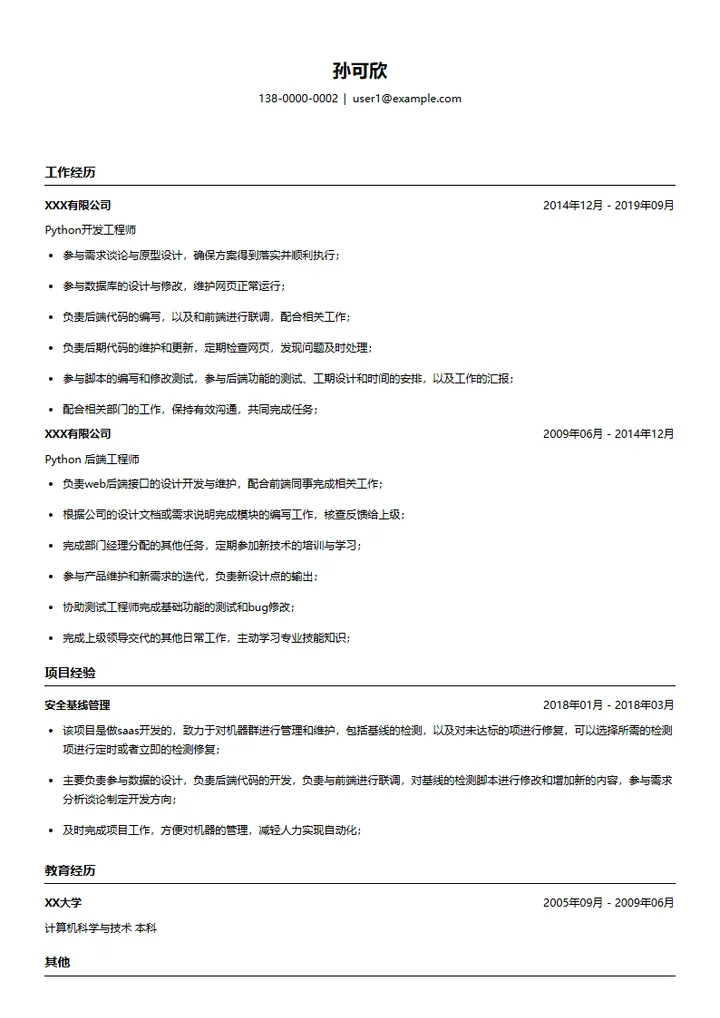 孙可欣
138-0000-0002 | user1@example.com
工作经历
XXX有限公司 2014年12月 - 2019年09月
Python开发工程师
• 参与需求谈论与原型设计，确保方案得到落实并顺利执行；
• 参与数据库的设计与修改，维护网页正常运行；
• 负责后端代码的编写，以及和前端进行联调，配合相关工作；
• 负责后期代码的维护和更新，定期检查网页，发现问题及时处理；
• 参与脚本的编写和修改测试，参与后端功能的测试、工期设计和时间的安排，以及工作的汇报；
• 配合相关部门的工作，保持有效沟通，共同完成任务；
XXX有限公司 2009年06月 - 2014年12月
Python 后端工程师
• 负责web后端接口的设计开发与维护，配合前端同事完成相关工作；
• 根据公司的设计文档或需求说明完成模块的编写工作，核查反馈给上级；
• 完成部门经理分配的其他任务，定期参加新技术的培训与学习；
• 参与产品维护和新需求的迭代，负责新设计点的输出；
• 协助测试工程师完成基础功能的测试和bug修改；
• 完成上级领导交代的其他日常工作，主动学习专业技能知识；
项目经验
安全基线管理 2018年01月 - 2018年03月
• 该项目是做saas开发的，致力于对机器群进行管理和维护，包括基线的检测，以及对未达标的项进行修复，可以选择所需的检测
项进行定时或者立即的检测修复；
• 主要负责参与数据的设计，负责后端代码的开发，负责与前端进行联调，对基线的检测脚本进行修改和增加新的内容，参与需求
分析谈论制定开发方向；
• 及时完成项目工作，方便对机器的管理，减轻人力实现自动化；
教育经历
XX大学 2005年09月 - 2009年06月
计算机科学与技术 本科
其他